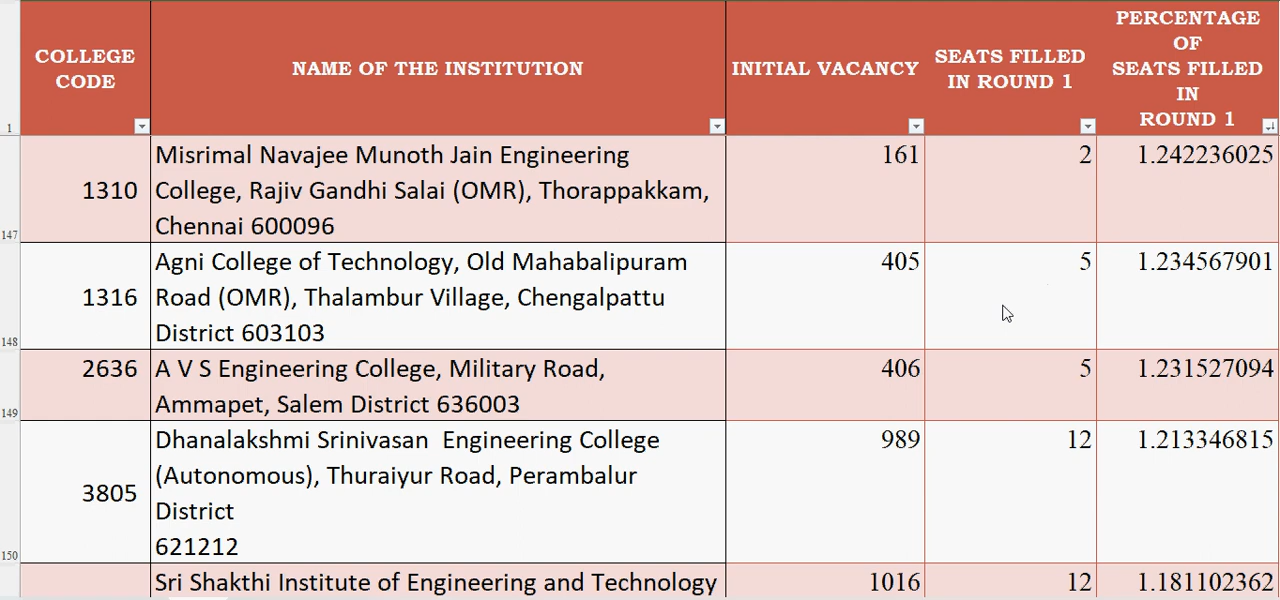 COLLEGE
CODE
NAME OF THE INSTITUTION
INITIAL VACANCY
SEATS FILLED
IN ROUND 1
PERCENTAGE
OF
SEATS FILLED
IN
ROUND 1
1
1310
Misrimal Navajee Munoth Jain Engineering
College, Rajiv Gandhi Salai (OMR), Thorappakkam,
Chennai 600096
161
2
1.242236025
147
1316
Agni College of Technology, Old Mahabalipuram
Road (OMR), Thalambur Village, Chengalpattu
District 603103
405
5
1.234567901
148
2636
A V S Engineering College, Military Road,
Ammapet, Salem District 636003
406
5
1.231527094
149
3805
Dhanalakshmi Srinivasan  Engineering College
(Autonomous), Thuraiyur Road, Perambalur
District
621212
989
12
1.213346815
150
Sri Shakthi Institute of Engineering and Technology
1016
12
1.181102362